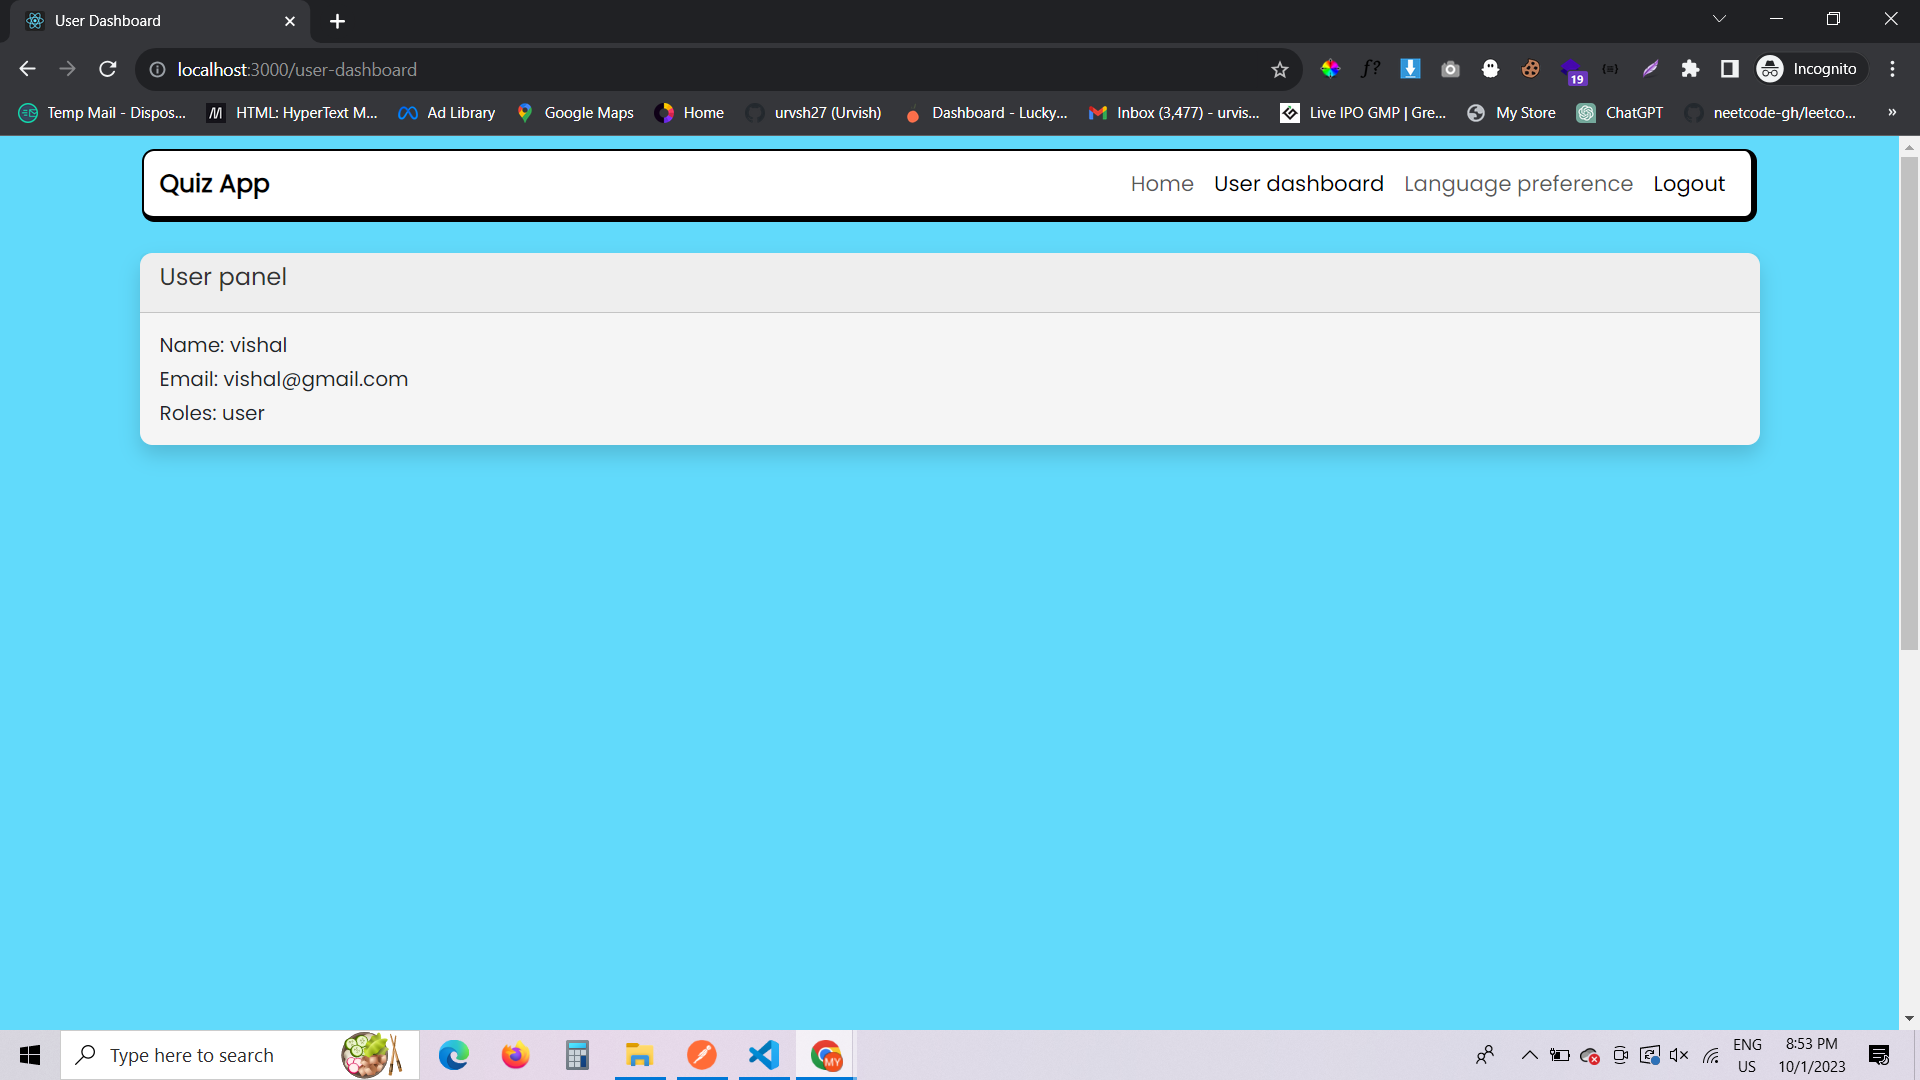 User Dashboard
localhost:3000/user-dashboard
f?
19
Incognito
Temp Mail - Dispos...
HTML: HyperText M...
Ad Library
Google Maps
Home
urvsh27 (Urvish)
Dashboard - Lucky...
Inbox (3,477) - urvis...
Live IPO GMP | Gre...
My Store
ChatGPT
neetcode-gh/leetco...
»
Quiz App
Home
User dashboard
Language preference
Logout
User panel
Name: vishal
Email: vishal@gmail.com
Roles: user
Type here to search
MY
ENG
US
8:53 PM
10/1/2023
3